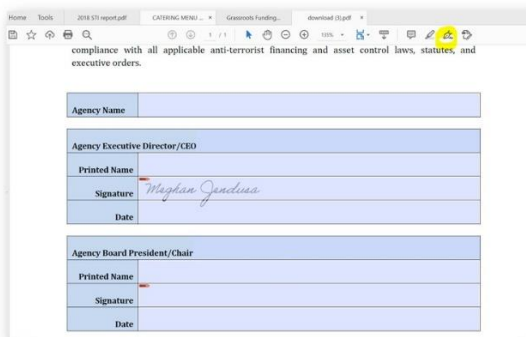 Home Tools 2018 STI report.pdf CATERING MENU ... × Grassroots Funding... download (3).pdf ×
1 / 1 135%
compliance with all applicable anti-terrorist financing and asset control laws, statutes, and
executive orders.
Agency Name
Agency Executive Director/CEO
Printed Name
Signature Meghan Jendusa
Date
Agency Board President/Chair
Printed Name
Signature
Date